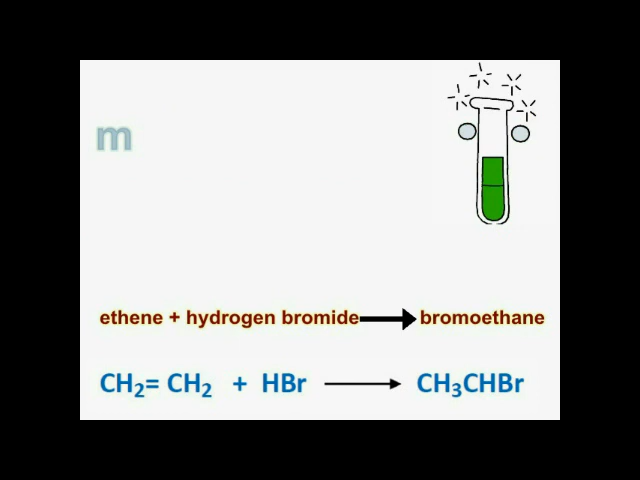 m
ethene + hydrogen bromide bromoethane
CH₂= CH₂ + HBr ⟶ CH₃CHBr